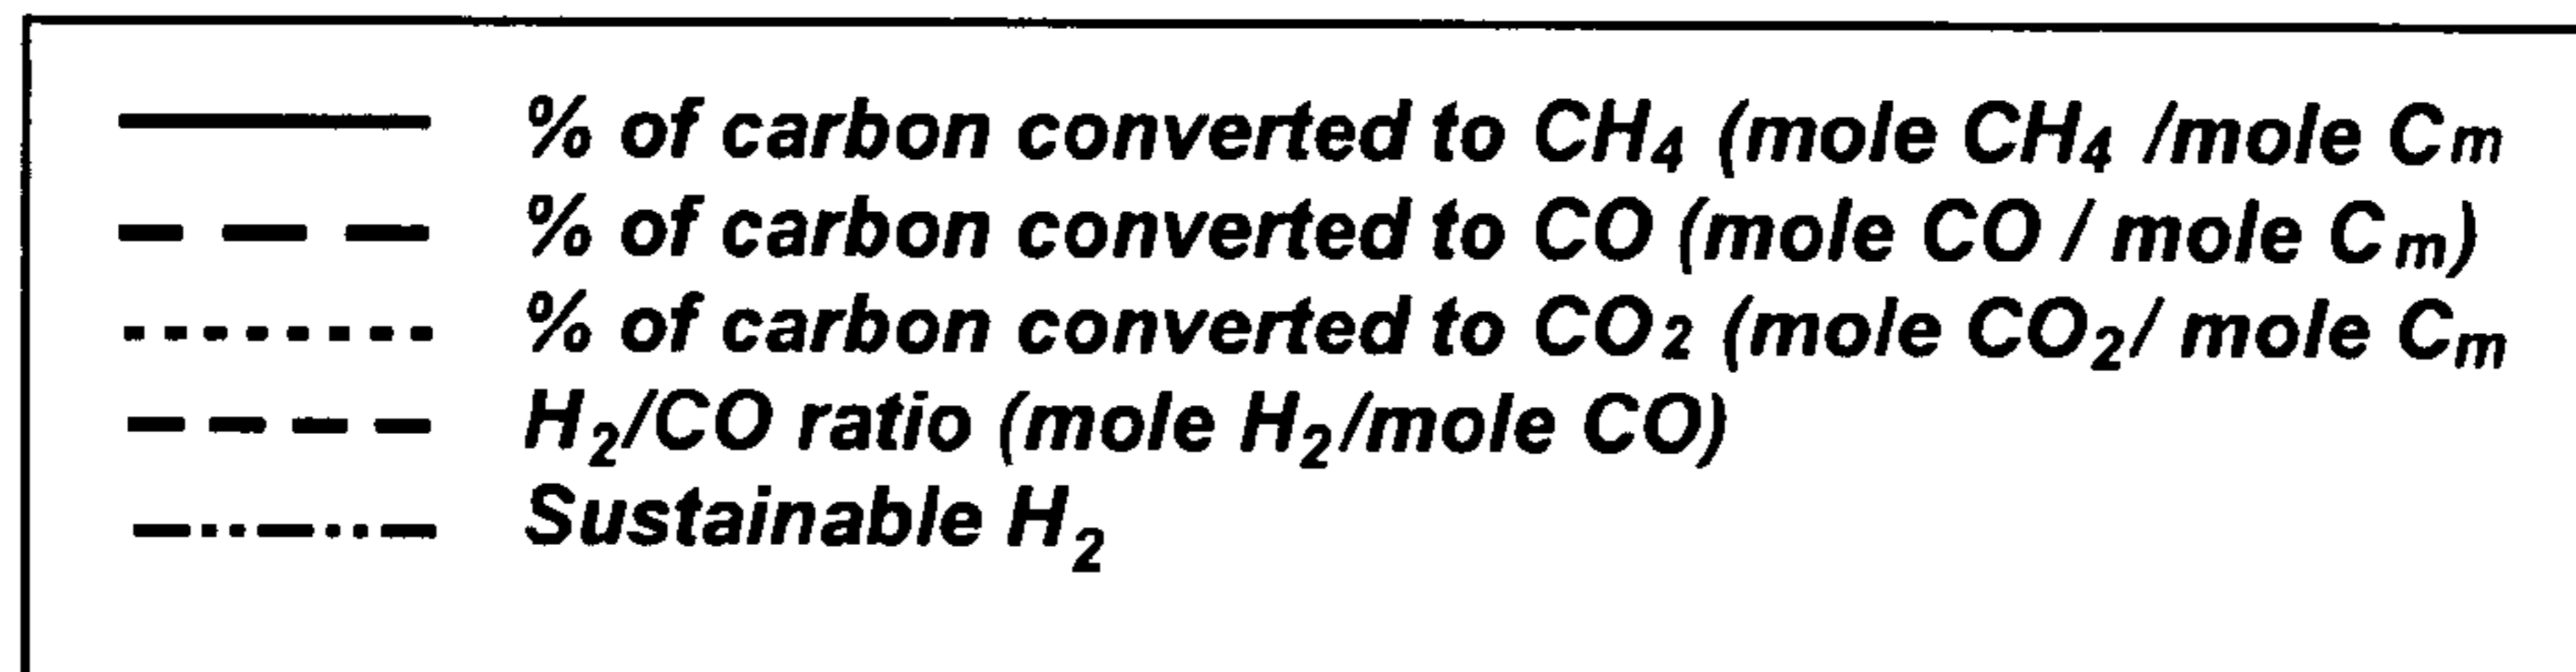 % of carbon converted to CH₄ (mole CH₄ /mole Cm
% of carbon converted to CO (mole CO / mole Cm)
% of carbon converted to CO₂ (mole CO₂/ mole Cm
H₂/CO ratio (mole H₂/mole CO)
Sustainable H₂